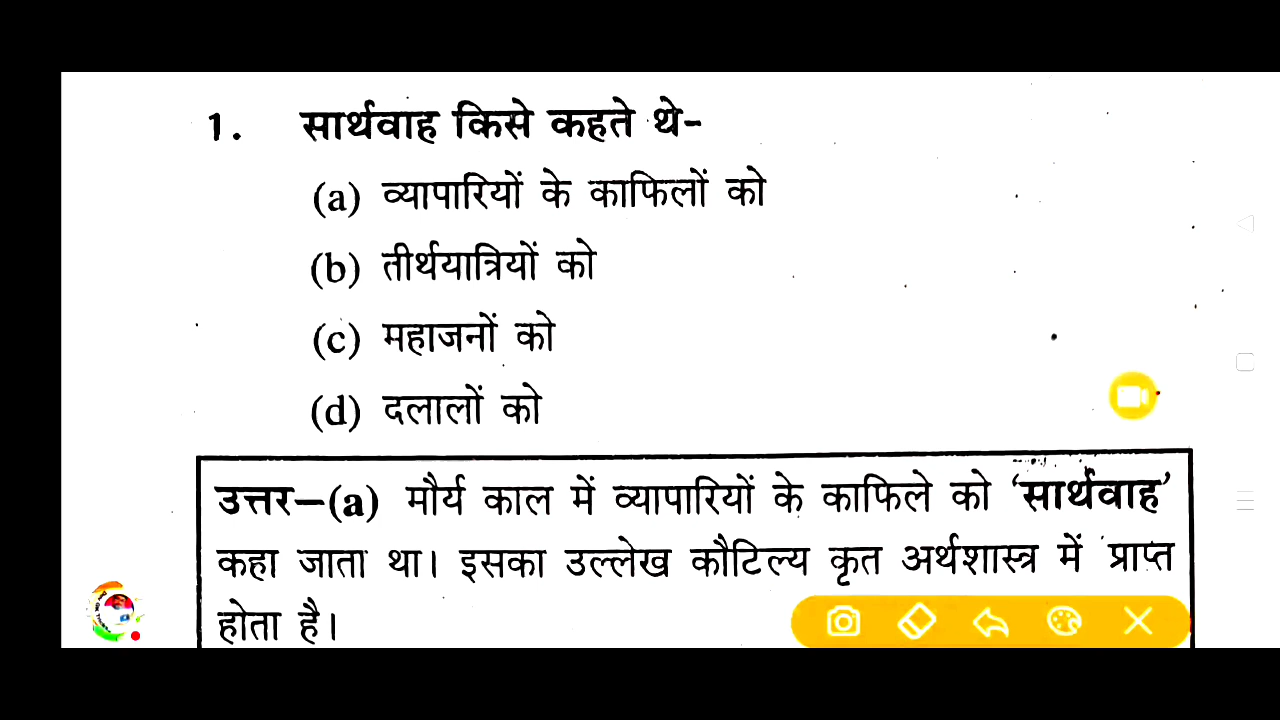 1. सार्थवाह किसे कहते थे-
(a) व्यापारियों के काफिलों को
(b) तीर्थयात्रियों को
(c) महाजनों को
(d) दलालों को
उत्तर–(a) मौर्य काल में व्यापारियों के काफिले को ‘सार्थवाह’
कहा जाता था। इसका उल्लेख कौटिल्य कृत अर्थशास्त्र में प्राप्त
होता है।